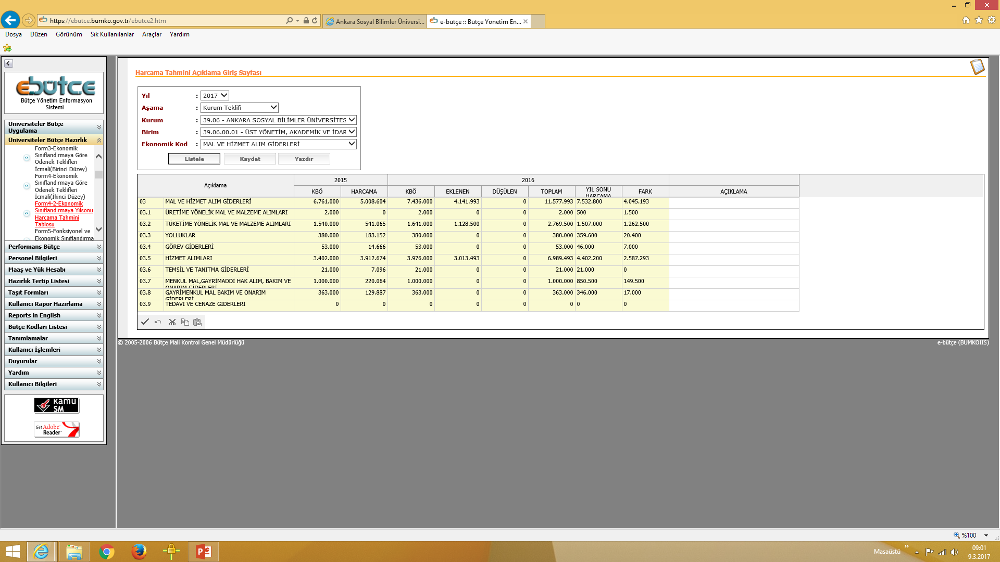 https://ebutce.bumko.gov.tr/ebutce2.htm
Ankara Sosyal Bilimler Üniversi...
e-bütçe :: Bütçe Yönetim En...
Dosya Düzen Görünüm Sık Kullanılanlar Araçlar Yardım
ebütçe
Bütçe Yönetim Enformasyon
Sistemi
Üniversiteler Bütçe
Uygulama
Üniversiteler Bütçe Hazırlık
Form3-Ekonomik
Sınıflandırmaya Göre
Ödenek Teklifleri
İcmali(Birinci Düzey)
Form4-Ekonomik
Sınıflandırmaya Göre
Ödenek Teklifleri
İcmali(İkinci Düzey)
Form4-2-Ekonomik
Sınıflandırmaya Yılsonu
Harcama Tahmini
Tablosu
Form5-Fonksiyonel ve
Ekonomik Sınıflandırma
Performans Bütçe
Personel Bilgileri
Maaş ve Yük Hesabı
Hazırlık Tertip Listesi
Taşıt Formları
Kullanıcı Rapor Hazırlama
Reports in English
Bütçe Kodları Listesi
Tanımlamalar
Kullanıcı İşlemleri
Duyurular
Yardım
Kullanıcı Bilgileri
kamu
SM
Get Adobe
Reader
Harcama Tahmini Açıklama Giriş Sayfası
Yıl : 2017
Aşama : Kurum Teklifi
Kurum : 39.06 - ANKARA SOSYAL BİLİMLER ÜNİVERSİTES
Birim : 39.06.00.01 - ÜST YÖNETİM, AKADEMİK VE İDAR
Ekonomik Kod : MAL VE HİZMET ALIM GİDERLERİ
Listele Kaydet Yazdır
Açıklama 2015 2016
KBÖ HARCAMA KBÖ EKLENEN DÜŞÜLEN TOPLAM YIL SONU HARCAMA FARK AÇIKLAMA
03 MAL VE HİZMET ALIM GİDERLERİ 6.761.000 5.008.604 7.436.000 4.141.993 0 11.577.993 7.532.800 4.045.193
03.1 ÜRETİME YÖNELİK MAL VE MALZEME ALIMLARI 2.000 0 2.000 0 0 2.000 500 1.500
03.2 TÜKETİME YÖNELİK MAL VE MALZEME ALIMLARI 1.540.000 541.065 1.641.000 1.128.500 0 2.769.500 1.507.000 1.262.500
03.3 YOLLUKLAR 380.000 183.152 380.000 0 0 380.000 359.600 20.400
03.4 GÖREV GİDERLERİ 53.000 14.666 53.000 0 0 53.000 46.000 7.000
03.5 HİZMET ALIMLARI 3.402.000 3.912.674 3.976.000 3.013.493 0 6.989.493 4.402.200 2.587.293
03.6 TEMSİL VE TANITMA GİDERLERİ 21.000 7.096 21.000 0 0 21.000 21.000 0
03.7 MENKUL MAL,GAYRİMADDİ HAK ALIM, BAKIM VE ONARIM GİDERLERİ 1.000.000 220.064 1.000.000 0 0 1.000.000 850.500 149.500
03.8 GAYRİMENKUL MAL BAKIM VE ONARIM GİDERLERİ 363.000 129.887 363.000 0 0 363.000 346.000 17.000
03.9 TEDAVİ VE CENAZE GİDERLERİ 0 0 0 0 0 0 0 0
© 2005-2006 Bütçe Mali Kontrol Genel Müdürlüğü
e-bütçe (BUMKOIIS)
%100
Masaüstü
09:01
9.3.2017